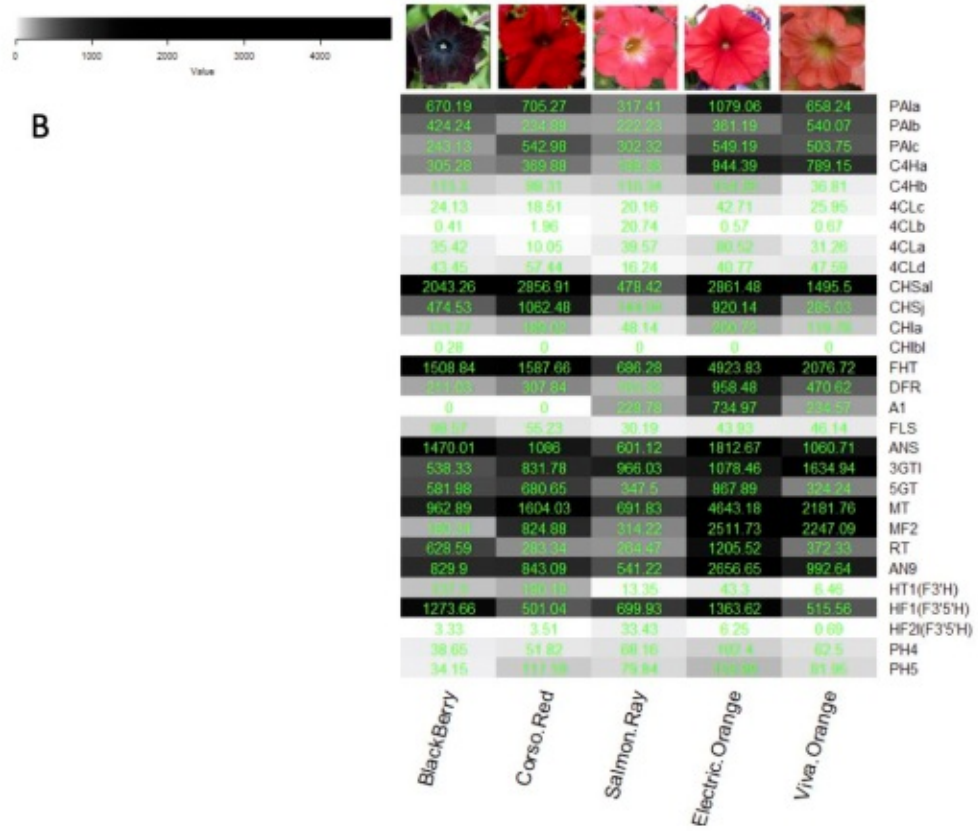 0 1000 2000 3000 4000
Value
B
670.19 705.27 317.41 1079.06 658.24 PAla
424.24 234.89 222.23 361.19 540.07 PAlb
243.13 542.98 302.32 549.19 503.75 PAlc
305.28 369.88 944.39 789.15 C4Ha
36.81 C4Hb
24.13 18.51 20.16 42.71 25.95 4CLc
0.41 1.96 20.74 0.57 0.67 4CLb
35.42 10.05 39.57 80.52 31.26 4CLa
43.45 57.44 16.24 40.77 47.59 4CLd
2043.26 2856.91 478.42 2861.48 1495.5 CHSal
474.53 1062.48 920.14 285.03 CHSj
48.14 CHIa
0.28 0 0 0 0 CHIbl
1508.84 1587.66 686.28 4923.83 2076.72 FHT
211.03 307.84 958.48 470.62 DFR
0 0 229.78 734.97 234.57 A1
55.23 30.19 43.93 46.14 FLS
1470.01 1086 601.12 1812.67 1060.71 ANS
538.33 831.78 966.03 1078.46 1634.94 3GTl
581.98 680.65 347.5 867.89 324.24 5GT
962.89 1604.03 691.83 4643.18 2181.76 MT
824.88 314.22 2511.73 2247.09 MF2
628.59 283.34 264.47 1205.52 372.33 RT
829.9 843.09 541.22 2656.65 992.64 AN9
13.35 43.3 6.46 HT1(F3'H)
1273.66 501.04 699.93 1363.62 515.56 HF1(F3'5'H)
3.33 3.51 33.43 6.25 0.69 HF2l(F3'5'H)
38.65 51.82 68.16 102.4 62.5 PH4
34.15 79.84 81.95 PH5
BlackBerry
Corso.Red
Salmon.Ray
Electric.Orange
Viva.Orange